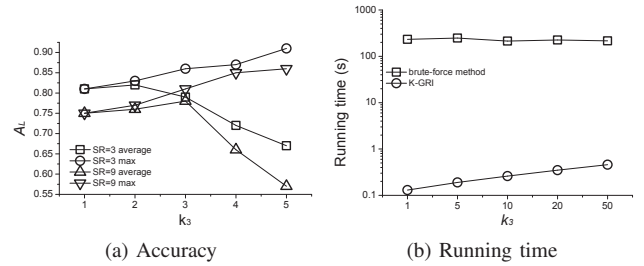 0.90
0.85
0.80
0.75
0.70
0.65
0.60
0.55
A_L
SR=3 average
SR=3 max
SR=9 average
SR=9 max
1 2 3 4 5
k_3
(a) Accuracy
1000
100
10
1
0.1
Running time (s)
brute-force method
K-GRI
1 5 10 20 50
k_3
(b) Running time